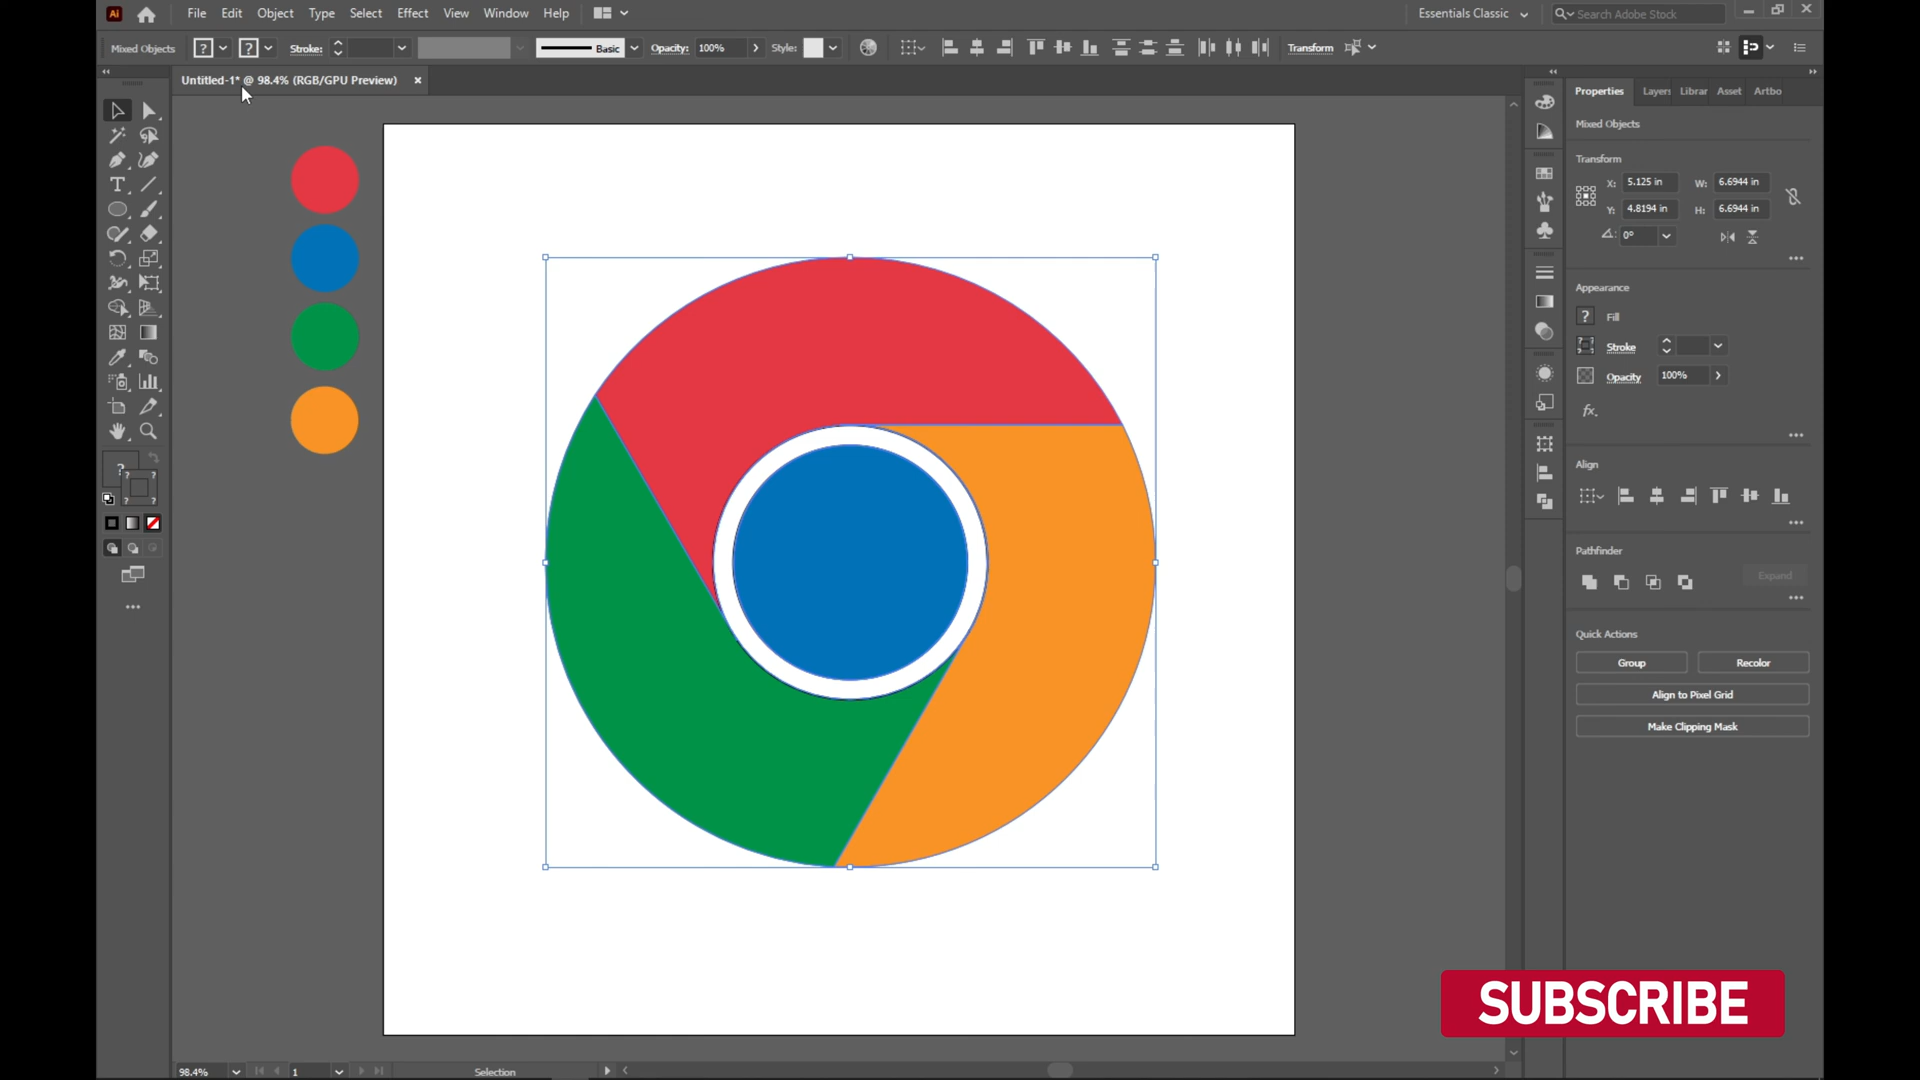 Ai File Edit Object Type Select Effect View Window Help Essentials Classic Search Adobe Stock
Mixed Objects ? ? Stroke: Basic Opacity: 100% Style: Transform
Untitled-1* @ 98.4% (RGB/GPU Preview) ×
Properties Layers Librar Asset Artbo
Mixed Objects
Transform
X: 5.125 in W: 6.6944 in
Y: 4.8194 in H: 6.6944 in
0°
Appearance
? Fill
Stroke
Opacity 100%
fx.
Align
Pathfinder
Expand
Quick Actions
Group Recolor
Align to Pixel Grid
Make Clipping Mask
SUBSCRIBE
98.4% 1 Selection